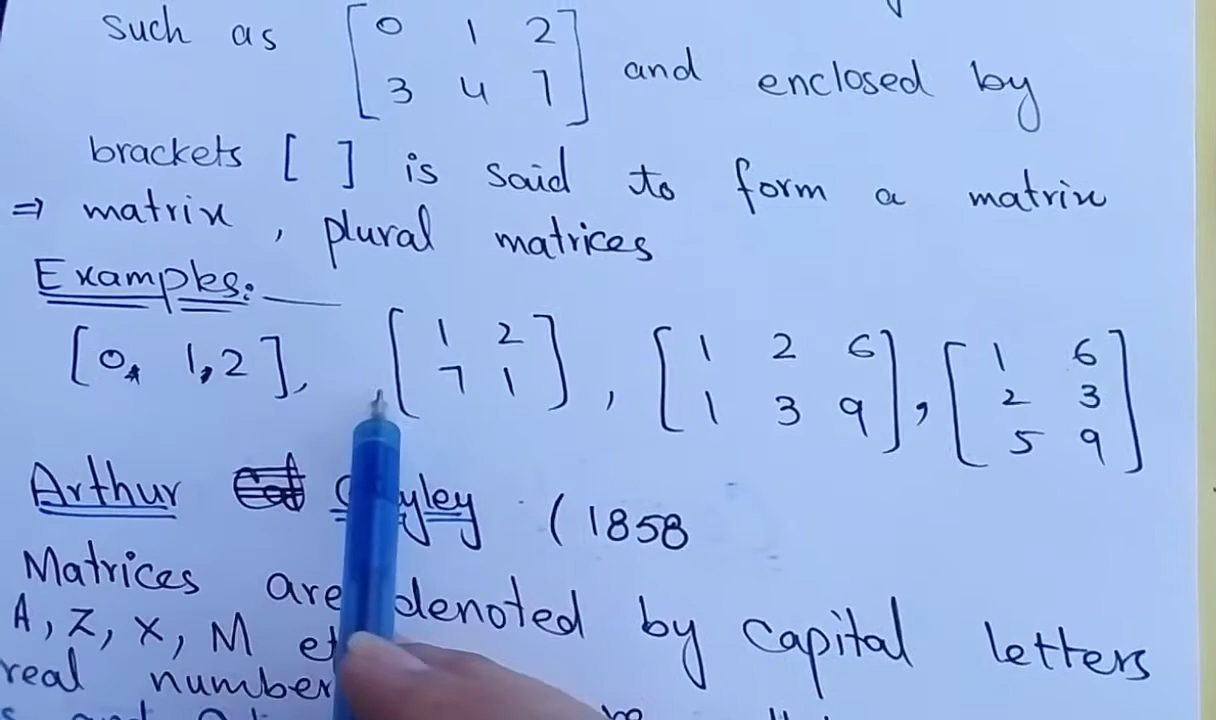 such as [ 0 1 2
3 4 7 ] and enclosed by
brackets [ ] is said to form a matrix
⇒ matrix, plural matrices
Examples:
[0, 1, 2], [ 1 2
7 1 ], [ 1 2 6
1 3 9 ], [ 1 6
2 3
5 9 ]
Arthur (1858
Matrices are denoted by capital letters
A, Z, X, M
real number